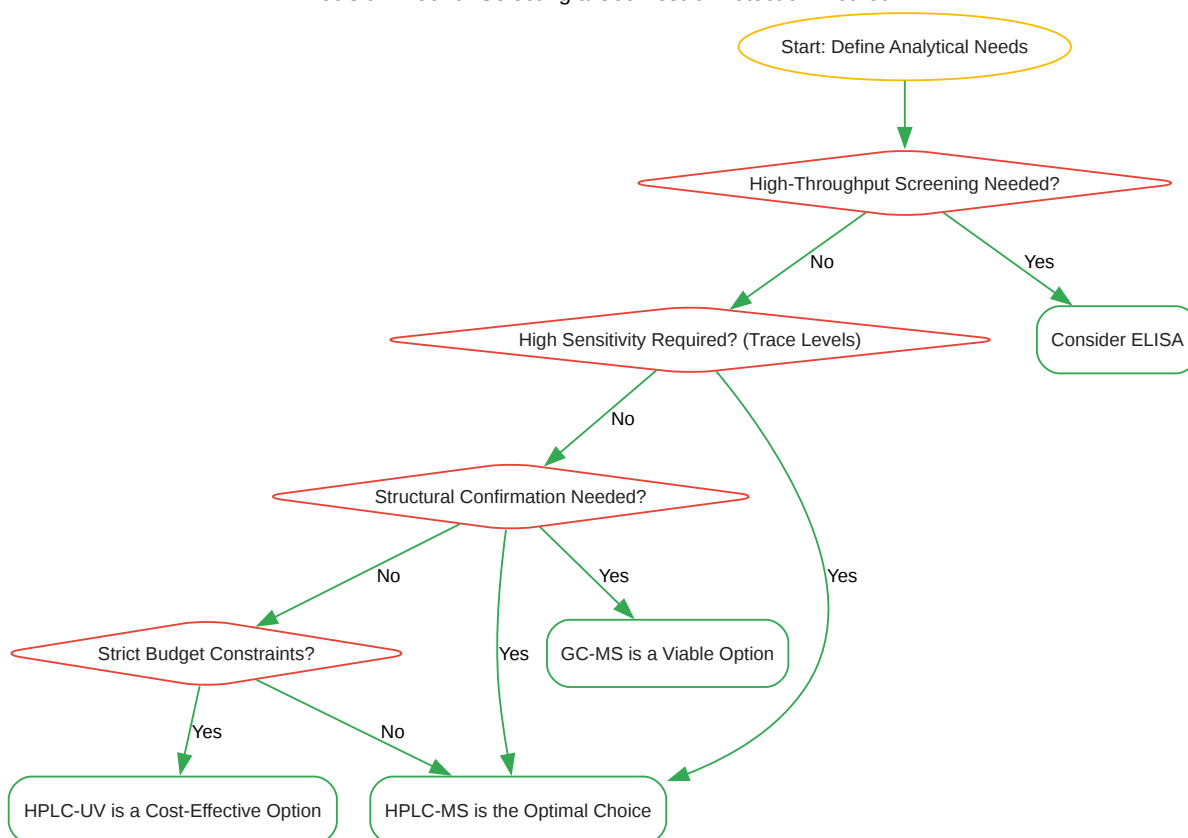 Start: Define Analytical Needs
High-Throughput Screening Needed?
No
Yes
High Sensitivity Required? (Trace Levels)
Consider ELISA
No
Structural Confirmation Needed?
No
Yes
Yes
Strict Budget Constraints?
Yes
GC-MS is a Viable Option
Yes
No
HPLC-UV is a Cost-Effective Option
HPLC-MS is the Optimal Choice